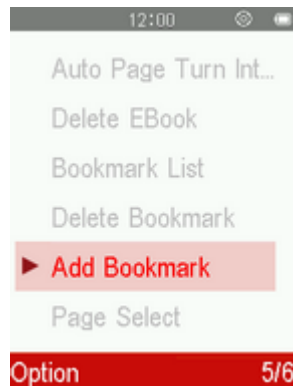 12:00
Auto Page Turn Int...
Delete EBook
Bookmark List
Delete Bookmark
Add Bookmark
Page Select
Option 5/6